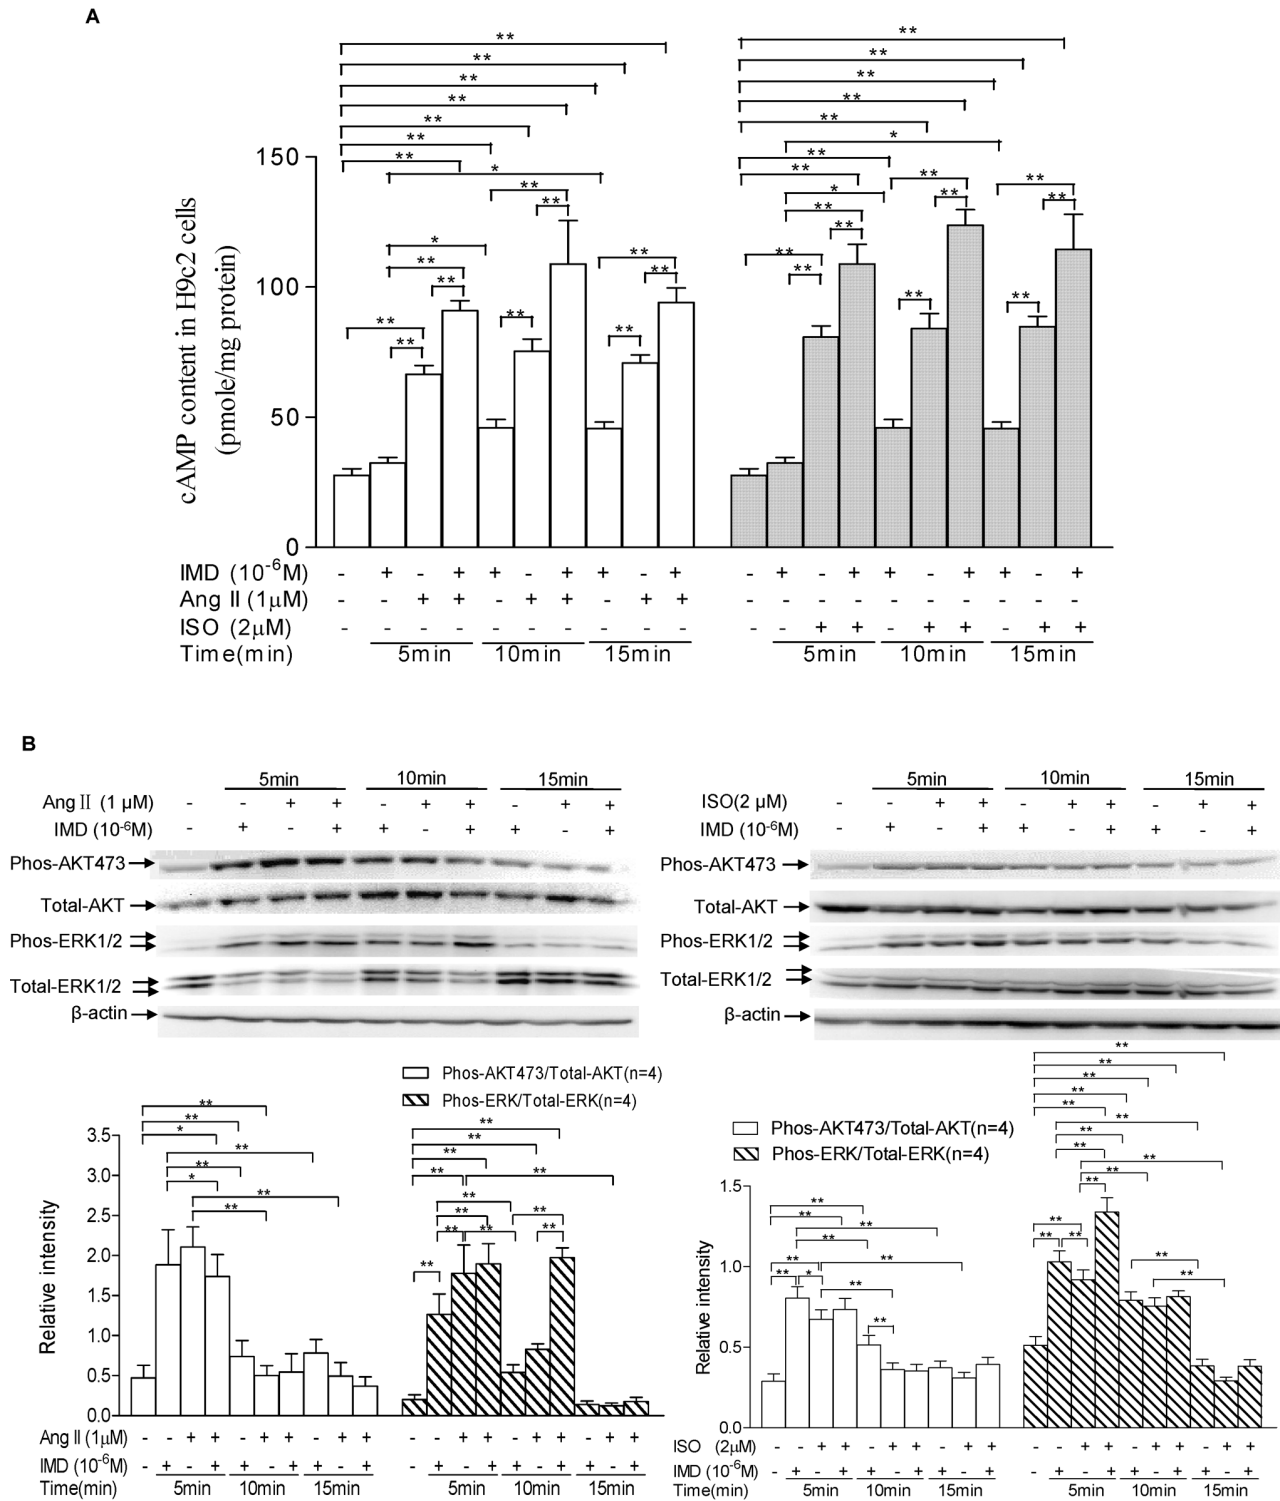 A
** ** ** ** ** ** **
** ** ** ** ** * **
* ** **
** * ** **
** * ** **
** ** **
* **
** ** ** **
** ** ** **
** ** **
** **
150
100
50
0
cAMP content in H9c2 cells
(pmole/mg protein)
IMD (10-6M) - + - + + - + + - + - + - + + - + + - +
Ang II (1μM) - - + + - + + - + + - - - - - - - - - -
ISO (2μM) - - - - - - - - - - - - + + - + + - + +
Time(min) 5min 10min 15min 5min 10min 15min
B
5min 10min 15min
Ang II (1 μM) - - + + - + + - + +
IMD (10-6M) - + - + + - + + - +
Phos-AKT473
Total-AKT
Phos-ERK1/2
Total-ERK1/2
β-actin
5min 10min 15min
ISO(2 μM) - - + + - + + - + +
IMD (10-6M) - + - + + - + + - +
Phos-AKT473
Total-AKT
Phos-ERK1/2
Total-ERK1/2
β-actin
Phos-AKT473/Total-AKT(n=4)
Phos-ERK/Total-ERK(n=4)
** ** * ** ** * ** **
** ** ** ** ** ** ** ** ** ** ** ** **
3.5
3.0
2.5
2.0
1.5
1.0
0.5
0.0
Relative intensity
Ang II (1μM) - - + + - + + - + + - - + + - + + - + +
IMD (10-6M) - + - + + - + + - + - + - + + - + + - +
Time(min) 5min 10min 15min 5min 10min 15min
Phos-AKT473/Total-AKT(n=4)
Phos-ERK/Total-ERK(n=4)
** ** ** ** ** ** ** * ** **
** ** ** ** ** ** ** ** ** ** ** ** ** ** ** **
1.5
1.0
0.5
0.0
Relative intensity
ISO (2μM) - - + + - + + - + + - - + + - + + - + +
IMD (10-6M) - + - + + - + + - + - + - + + - + + - +
Time(min) 5min 10min 15min 5min 10min 15min